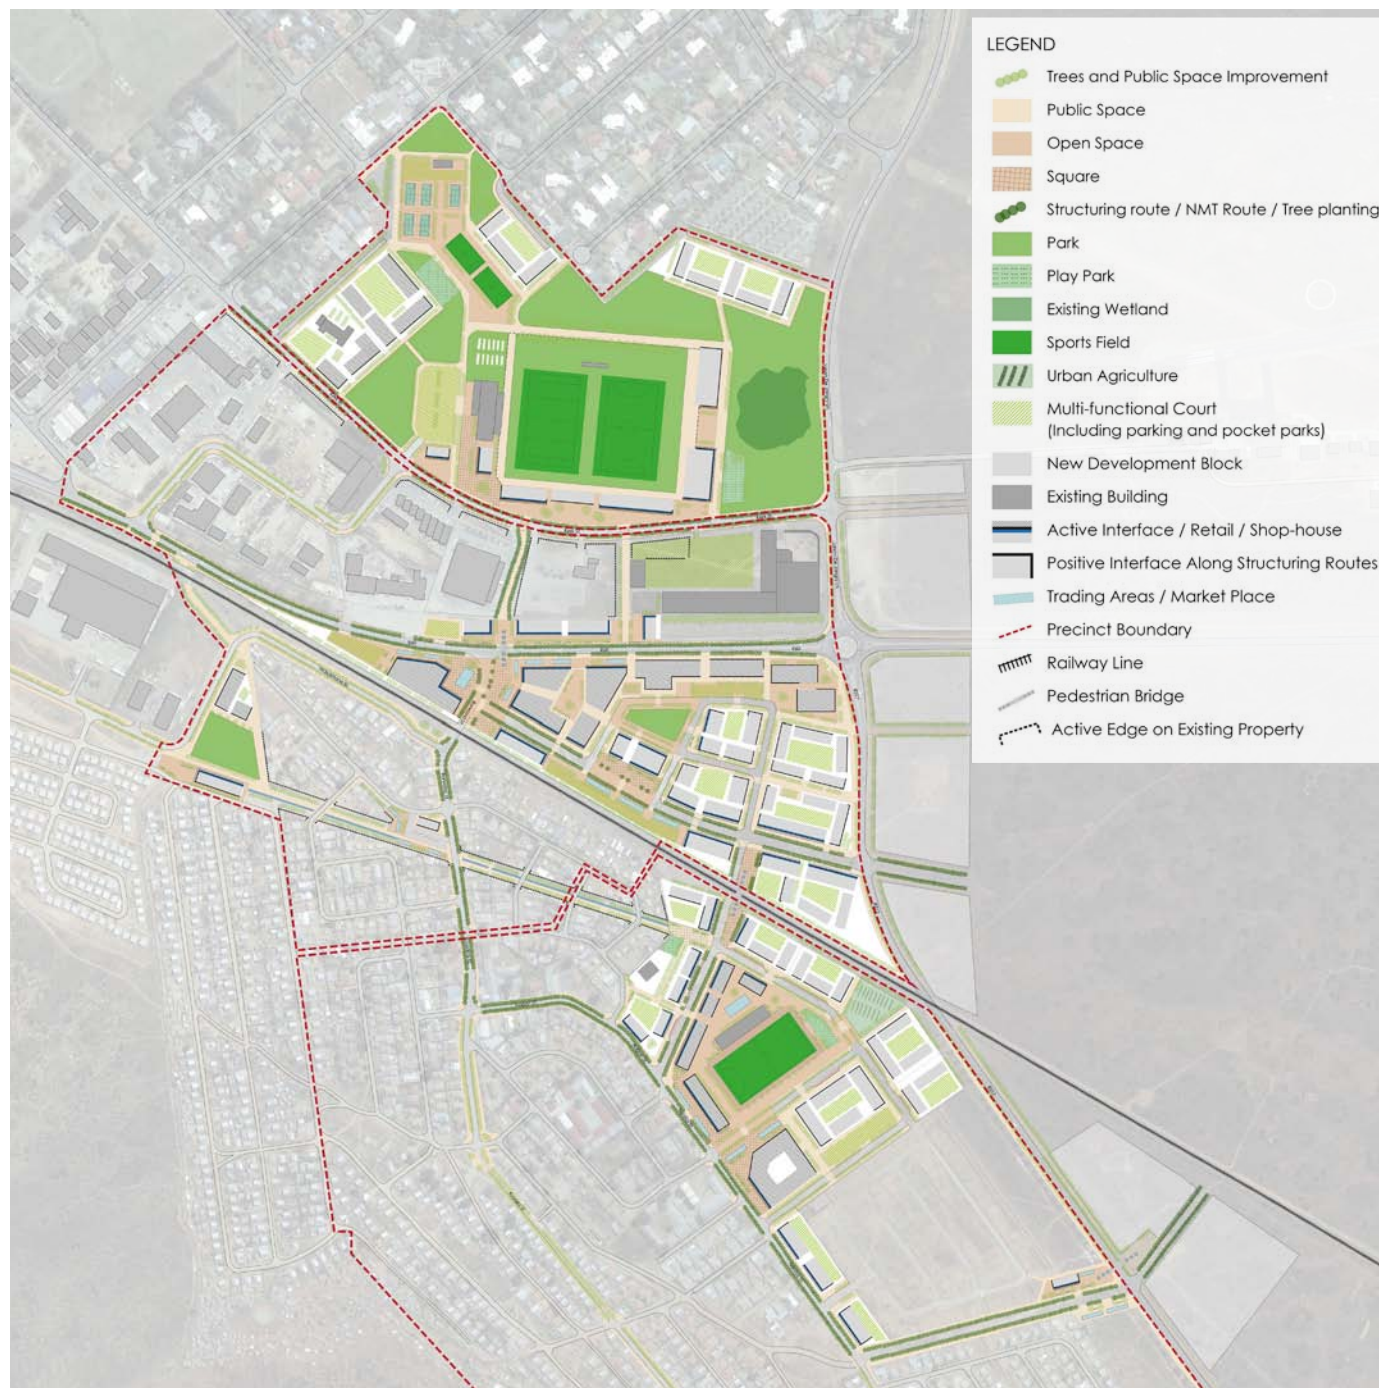 LEGEND
Trees and Public Space Improvement
Public Space
Open Space
Square
Structuring route / NMT Route / Tree planting
Park
Play Park
Existing Wetland
Sports Field
Urban Agriculture
Multi-functional Court
(Including parking and pocket parks)
New Development Block
Existing Building
Active Interface / Retail / Shop-house
Positive Interface Along Structuring Routes
Trading Areas / Market Place
Precinct Boundary
Railway Line
Pedestrian Bridge
Active Edge on Existing Property